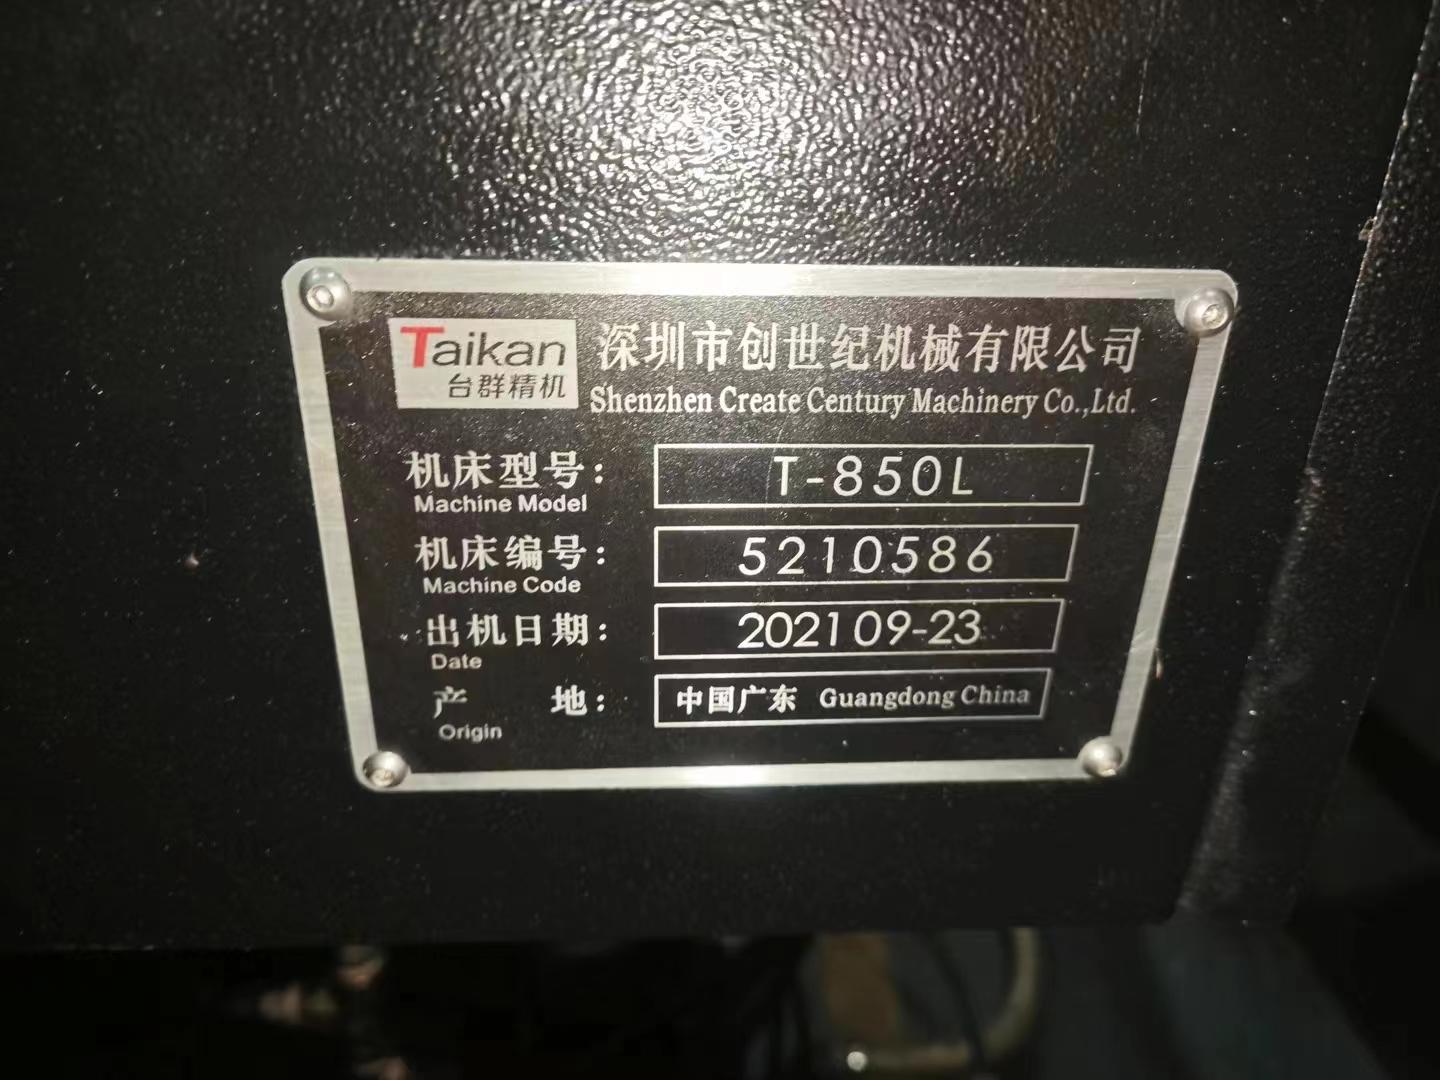 Taikan
台群精机
深圳市创世纪机械有限公司
Shenzhen Create Century Machinery Co.,Ltd.
机床型号: T-850L
Machine Model
机床编号: 5210586
Machine Code
出机日期: 202109-23
Date
产 地: 中国广东 Guangdong China
Origin